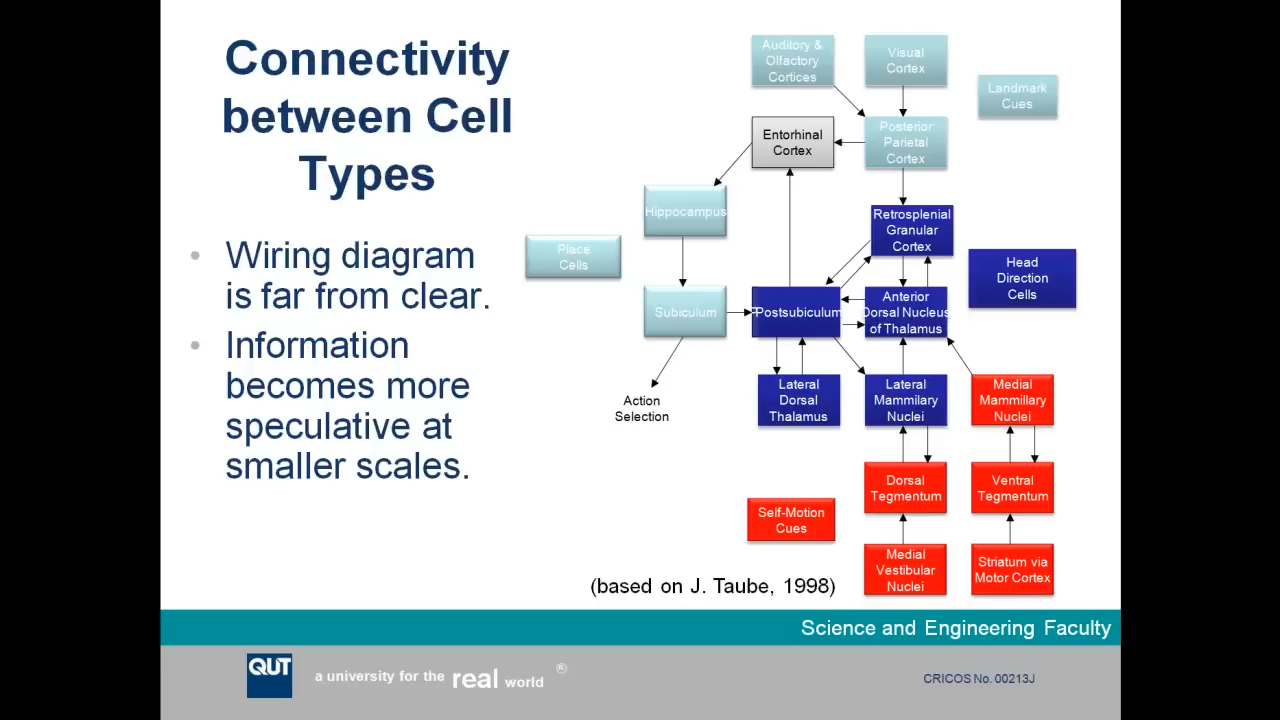 Connectivity
between Cell
Types
• Wiring diagram
is far from clear.
• Information
becomes more
speculative at
smaller scales.
Auditory &
Olfactory
Cortices
Visual
Cortex
Landmark
Cues
Entorhinal
Cortex
Posterior
Parietal
Cortex
Hippocampus
Retrosplenial
Granular
Cortex
Place
Cells
Head
Direction
Cells
Subiculum
Postsubiculum
Anterior
Dorsal Nucleus
of Thalamus
Action
Selection
Lateral
Dorsal
Thalamus
Lateral
Mammilary
Nuclei
Medial
Mammillary
Nuclei
Dorsal
Tegmentum
Ventral
Tegmentum
Self-Motion
Cues
Medial
Vestibular
Nuclei
Striatum via
Motor Cortex
(based on J. Taube, 1998)
Science and Engineering Faculty
QUT
a university for the real world ®
CRICOS No. 00213J